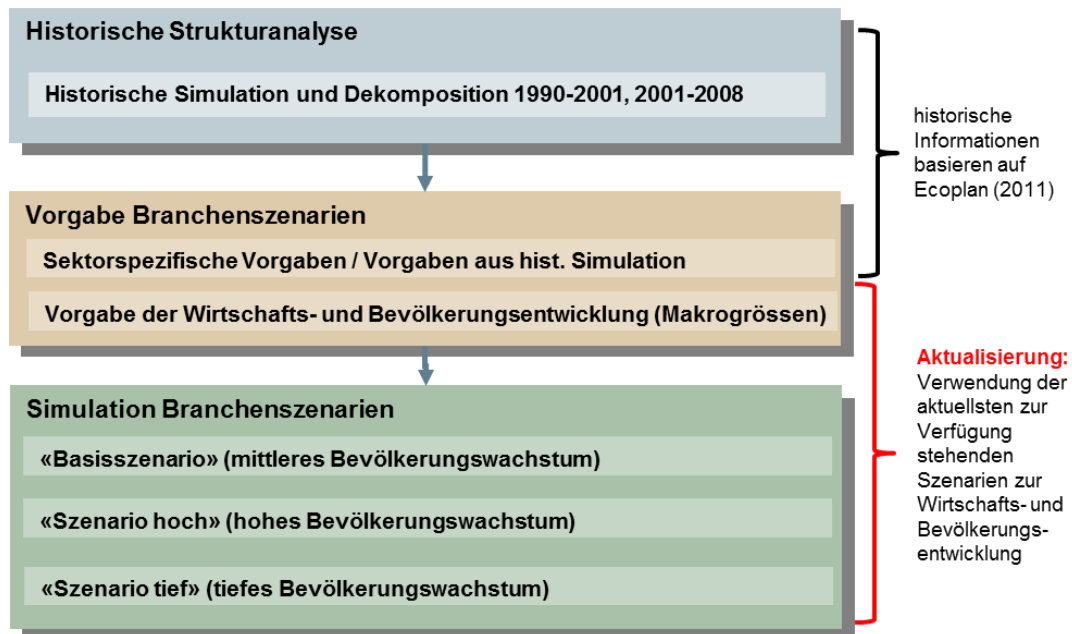 Historische Strukturanalyse
Historische Simulation und Dekomposition 1990-2001, 2001-2008
historische
Informationen
basieren auf
Ecoplan (2011)
Vorgabe Branchenszenarien
Sektorspezifische Vorgaben / Vorgaben aus hist. Simulation
Vorgabe der Wirtschafts- und Bevölkerungsentwicklung (Makrogrössen)
Simulation Branchenszenarien
«Basisszenario» (mittleres Bevölkerungswachstum)
«Szenario hoch» (hohes Bevölkerungswachstum)
«Szenario tief» (tiefes Bevölkerungswachstum)
Aktualisierung:
Verwendung der
aktuellsten zur
Verfügung
stehenden
Szenarien zur
Wirtschafts- und
Bevölkerungs-
entwicklung